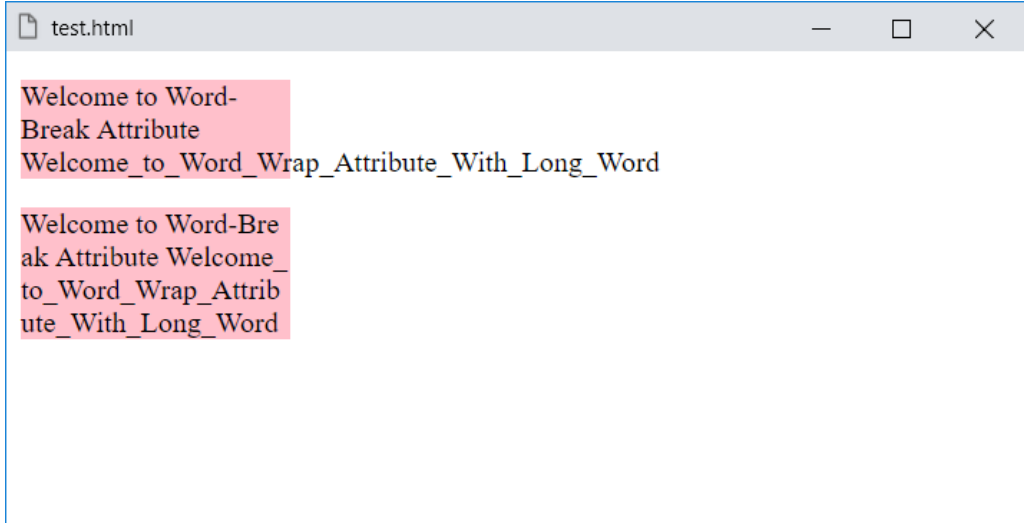 test.html
Welcome to Word-
Break Attribute
Welcome_to_Word_Wrap_Attribute_With_Long_Word
Welcome to Word-Bre
ak Attribute Welcome_
to_Word_Wrap_Attrib
ute_With_Long_Word